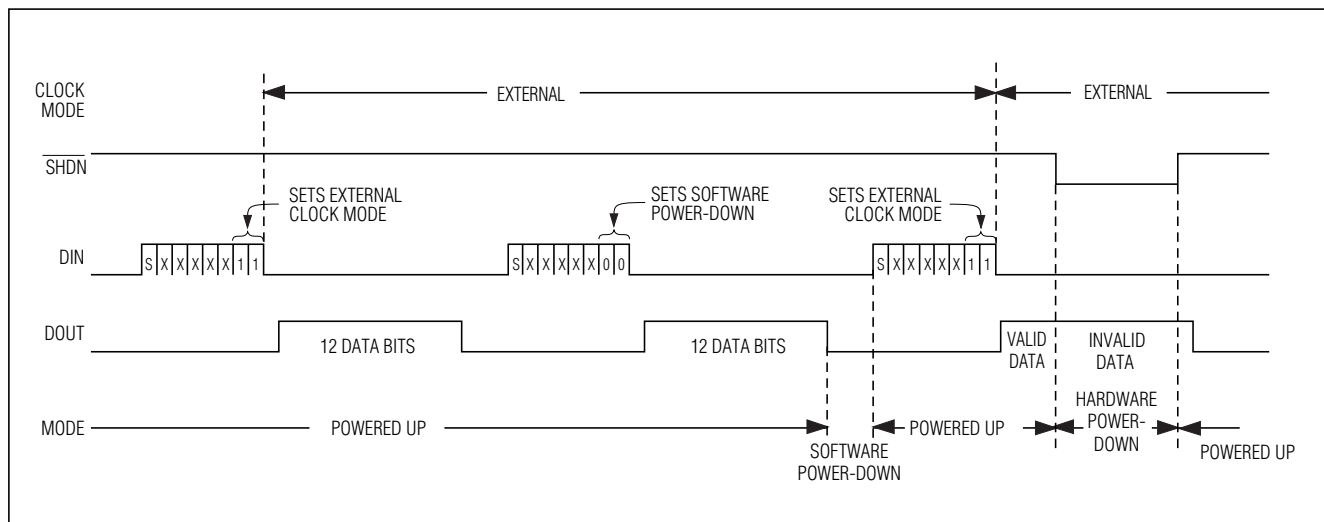 CLOCK
MODE
EXTERNAL
EXTERNAL
SHDN
SETS EXTERNAL
CLOCK MODE
SETS SOFTWARE
POWER-DOWN
SETS EXTERNAL
CLOCK MODE
DIN
S X X X X X 1 1
S X X X X X 0 0
S X X X X X 1 1
DOUT
12 DATA BITS
12 DATA BITS
VALID
DATA
INVALID
DATA
MODE
POWERED UP
SOFTWARE
POWER-DOWN
POWERED UP
HARDWARE
POWER-
DOWN
POWERED UP